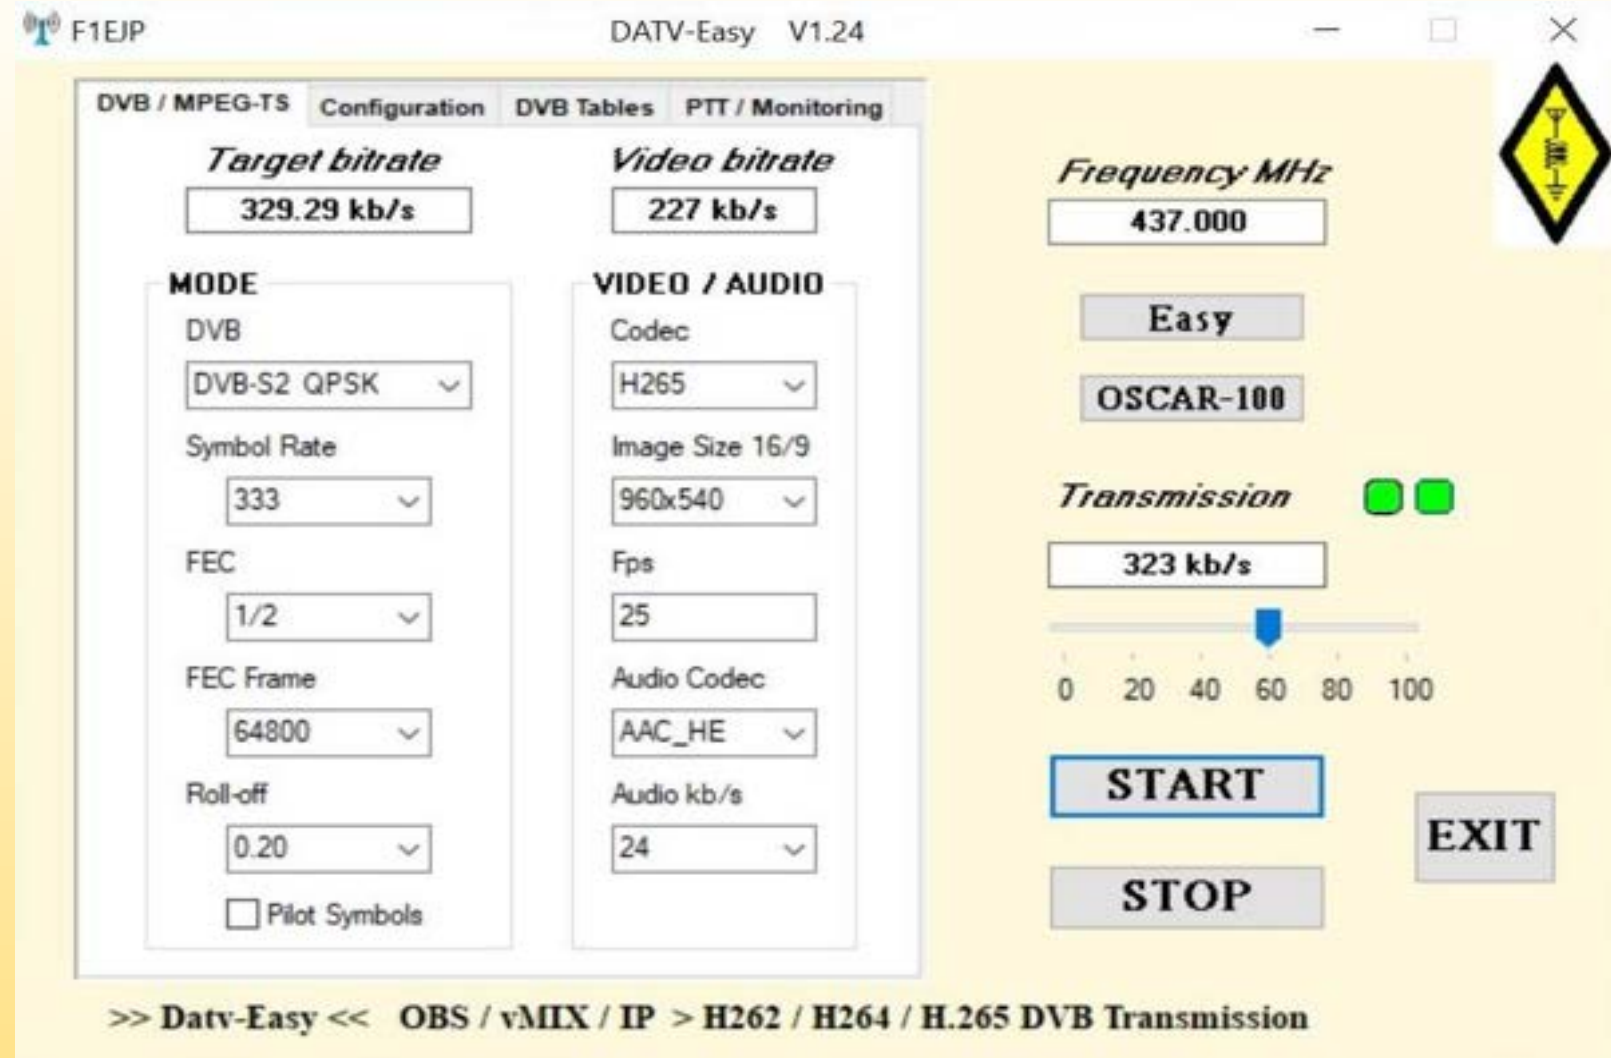 F1EJP DATV-Easy V1.24
DVB / MPEG-TS Configuration DVB Tables PTT / Monitoring
Target bitrate
329.29 kb/s
Video bitrate
227 kb/s
MODE
DVB
DVB-S2 QPSK
Symbol Rate
333
FEC
1/2
FEC Frame
64800
Roll-off
0.20
Pilot Symbols
VIDEO / AUDIO
Codec
H265
Image Size 16/9
960x540
Fps
25
Audio Codec
AAC_HE
Audio kb/s
24
Frequency MHz
437.000
Easy
OSCAR-100
Transmission
323 kb/s
0 20 40 60 80 100
START
STOP
EXIT
>> Datv-Easy << OBS / vMIX / IP > H262 / H264 / H.265 DVB Transmission